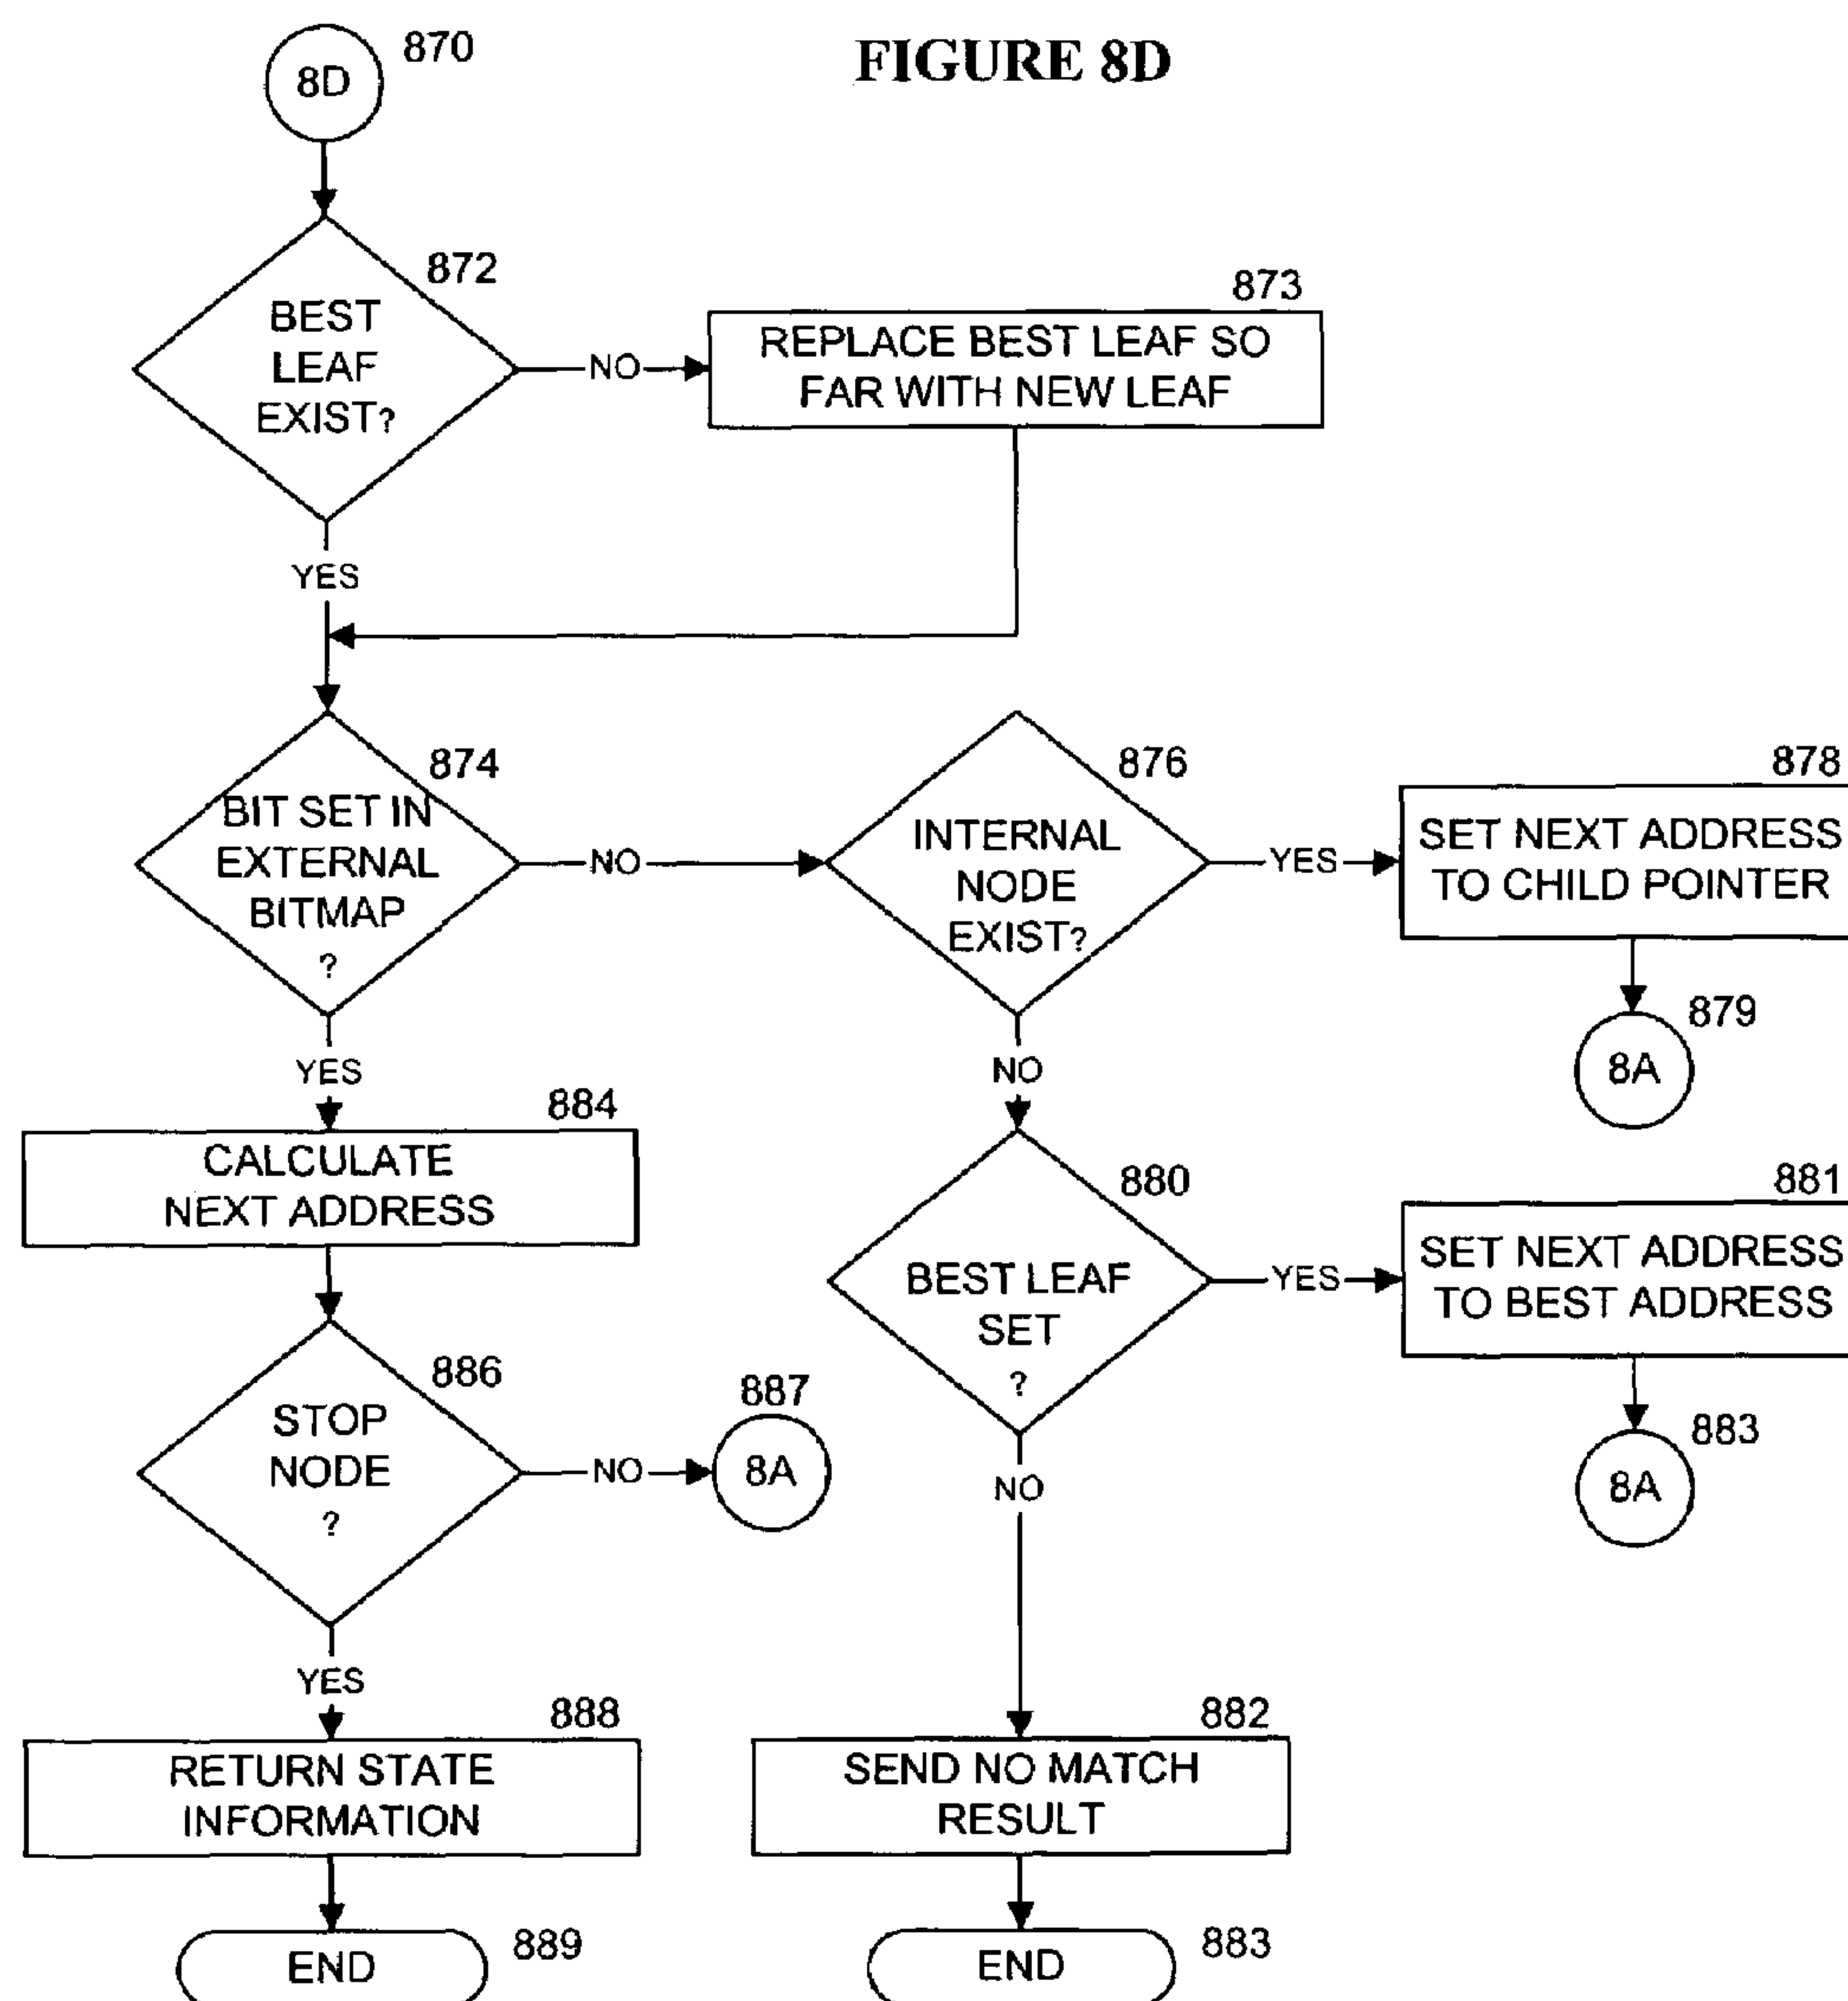 870
FIGURE 8D
8D
872
BEST
LEAF
EXIST?
873
NO
REPLACE BEST LEAF SO
FAR WITH NEW LEAF
YES
874
BIT SET IN
EXTERNAL
BITMAP
?
NO
876
INTERNAL
NODE
EXIST?
YES
878
SET NEXT ADDRESS
TO CHILD POINTER
879
8A
YES
NO
884
CALCULATE
NEXT ADDRESS
880
BEST LEAF
SET
?
YES
881
SET NEXT ADDRESS
TO BEST ADDRESS
883
8A
886
STOP
NODE
?
NO
887
8A
NO
YES
888
RETURN STATE
INFORMATION
882
SEND NO MATCH
RESULT
END
889
END
883